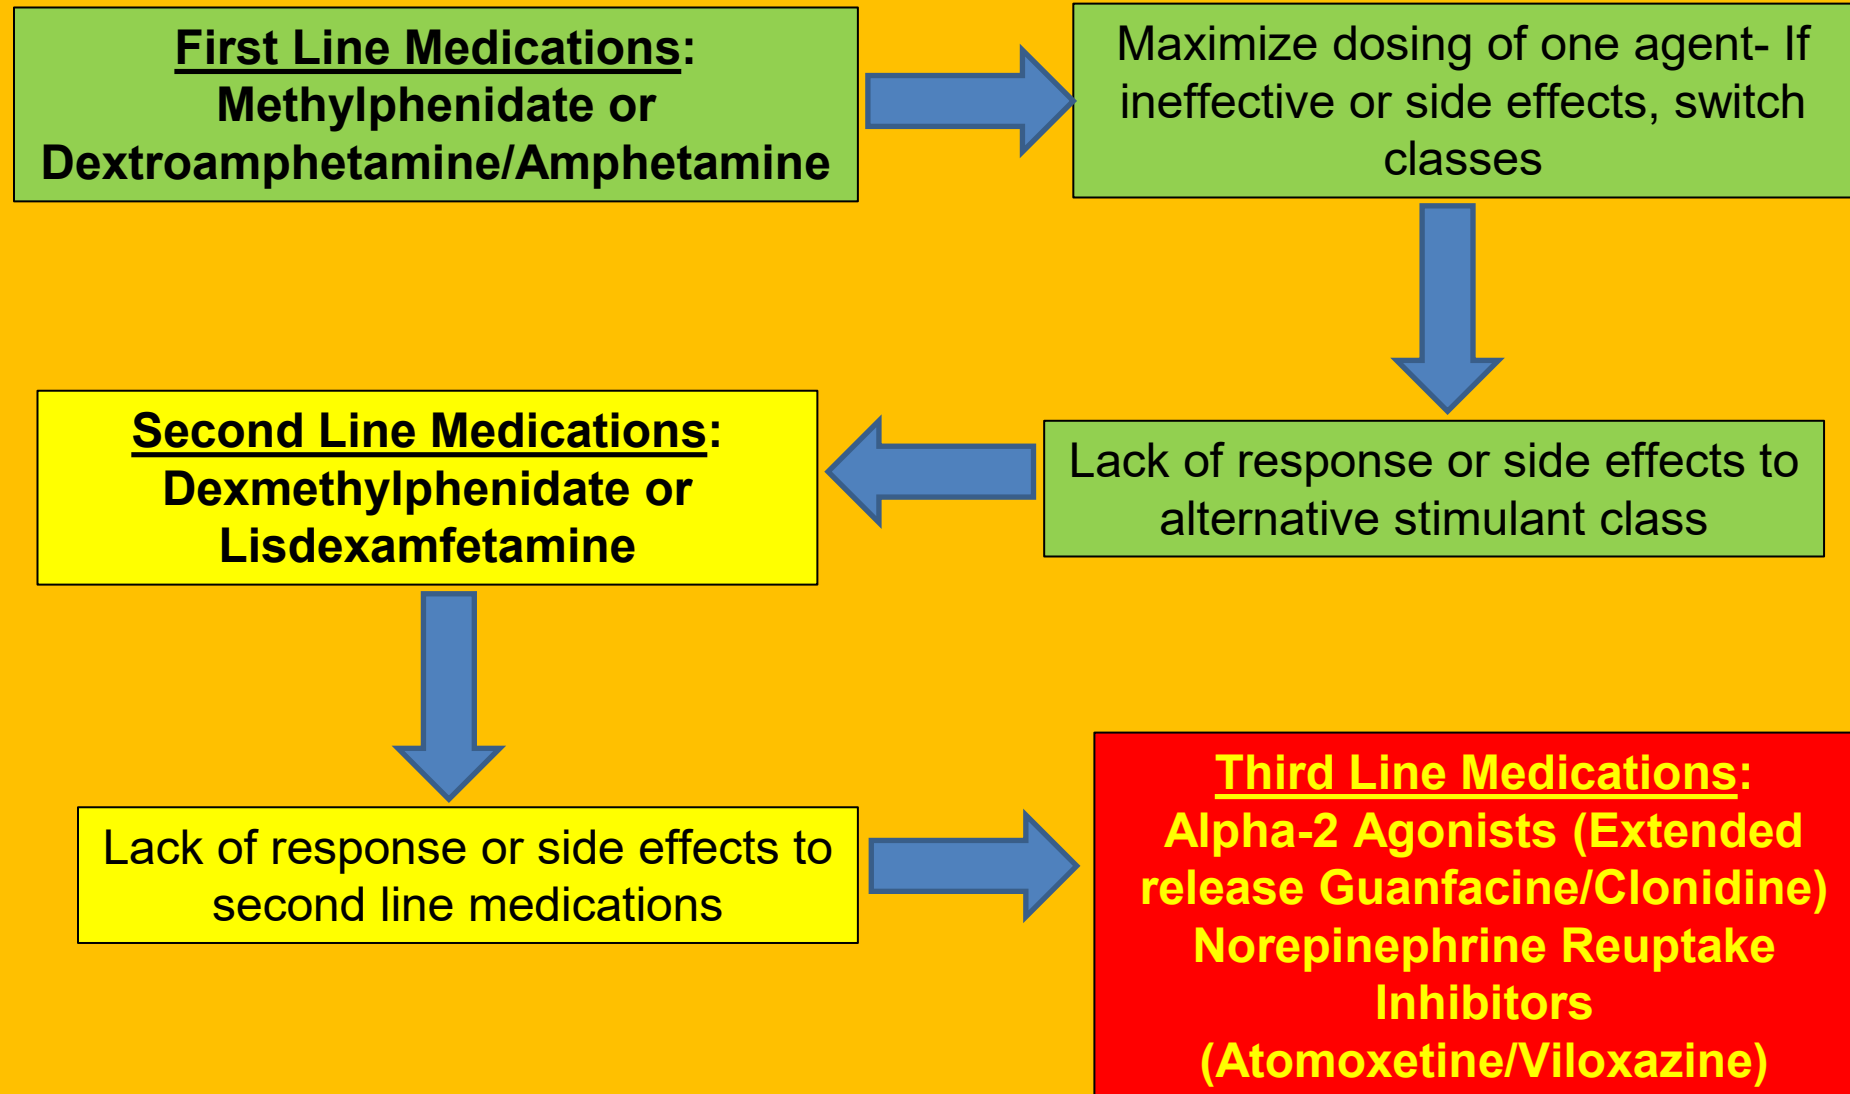 First Line Medications:
Methylphenidate or
Dextroamphetamine/Amphetamine
Maximize dosing of one agent- If
ineffective or side effects, switch
classes
Lack of response or side effects to
alternative stimulant class
Second Line Medications:
Dexmethylphenidate or
Lisdexamfetamine
Lack of response or side effects to
second line medications
Third Line Medications:
Alpha-2 Agonists (Extended
release Guanfacine/Clonidine)
Norepinephrine Reuptake
Inhibitors
(Atomoxetine/Viloxazine)